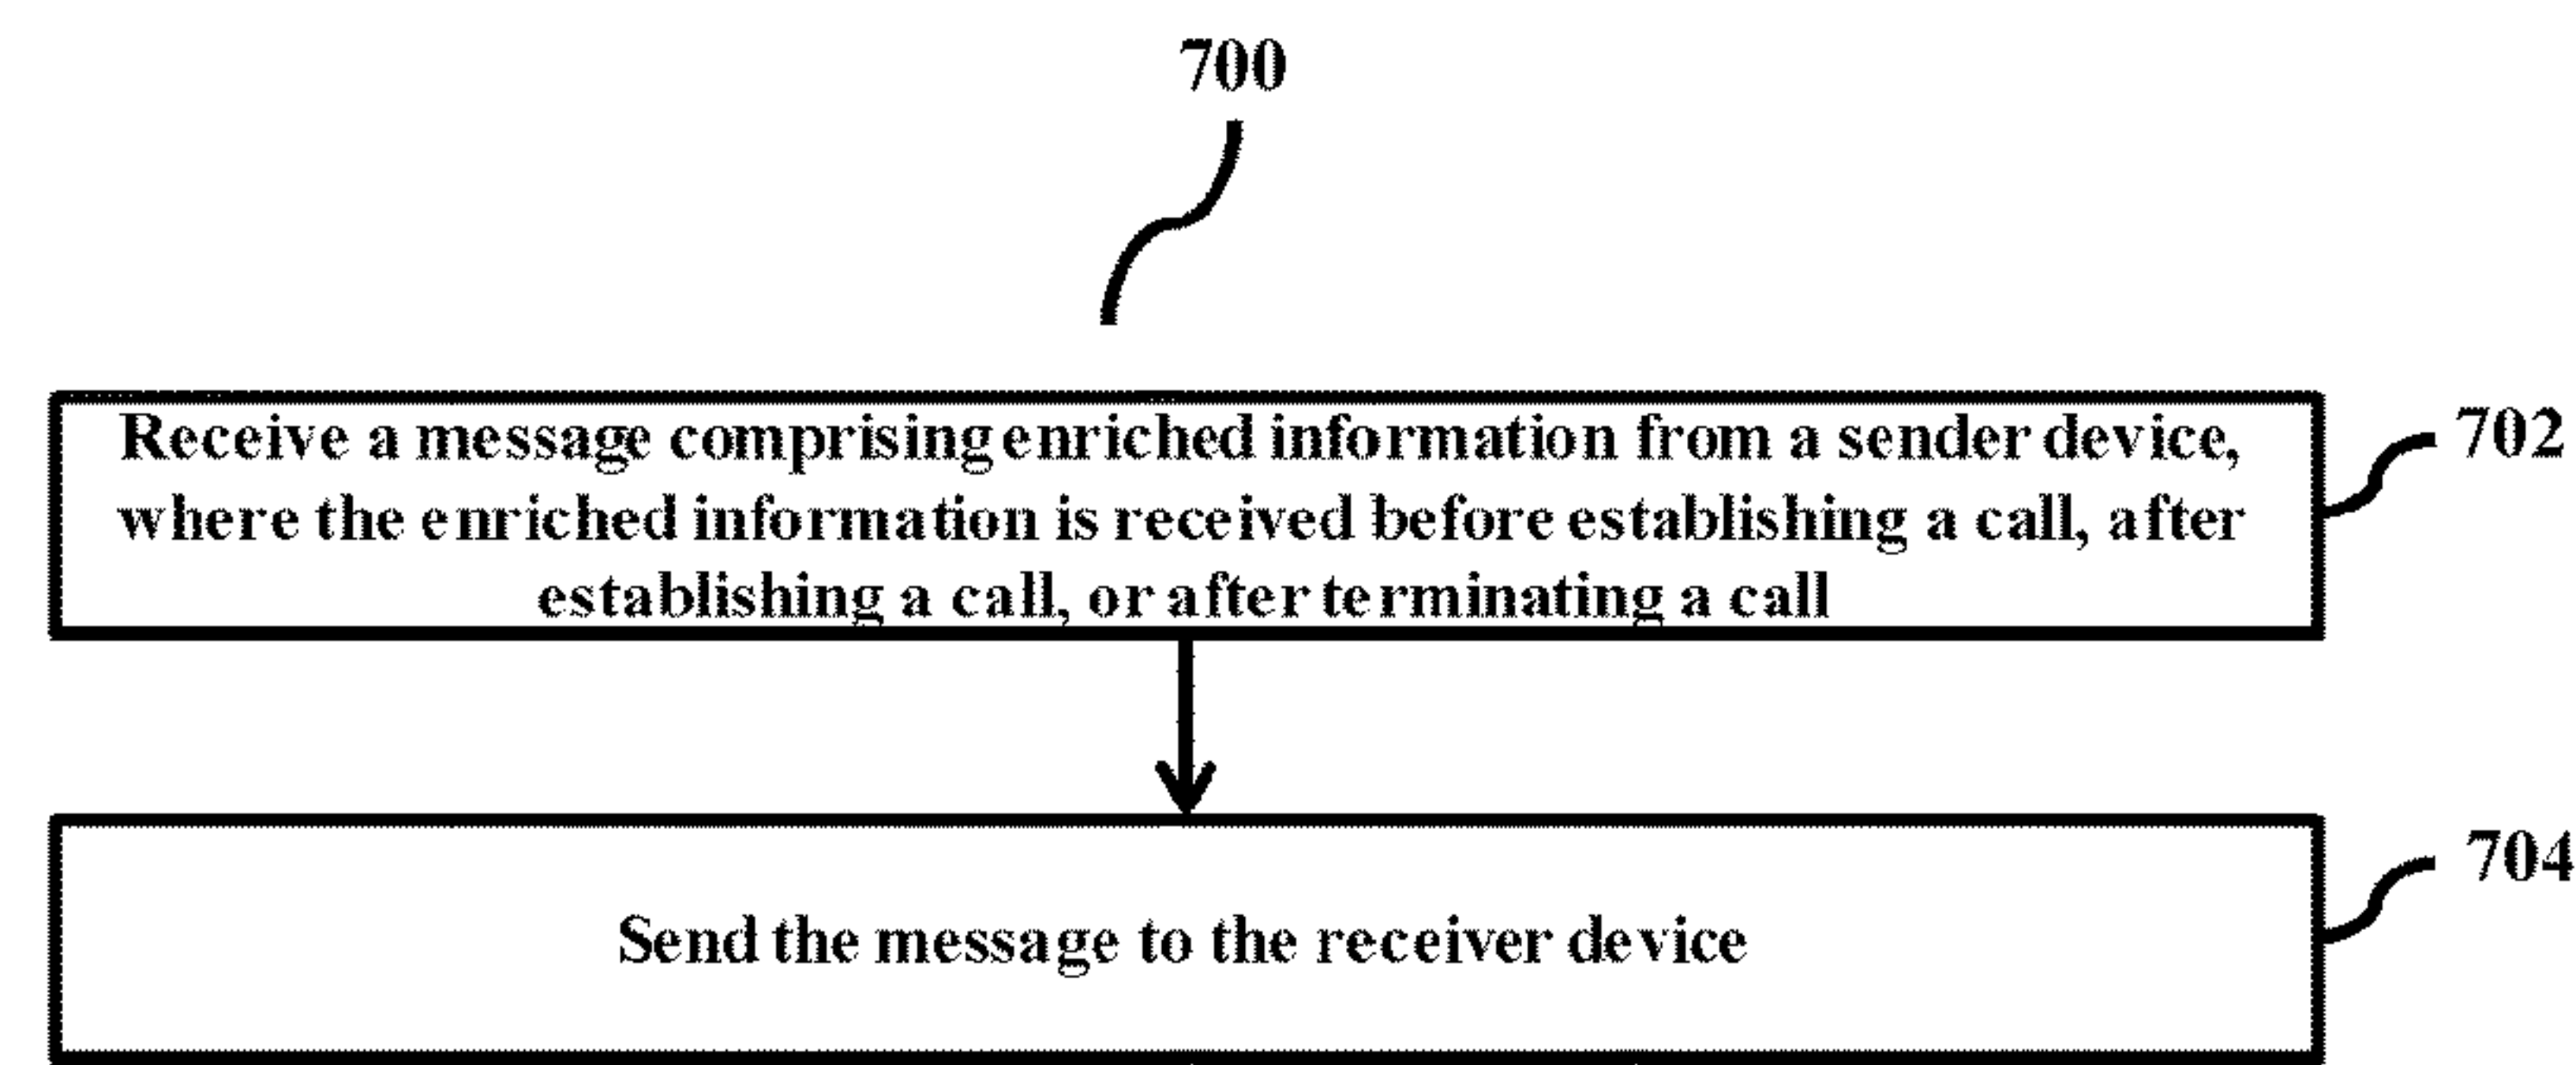 700
Receive a message comprising enriched information from a sender device,
702
where the enriched information is received before establishing a call, after
establishing a call, or after terminating a call
704
Send the message to the receiver device